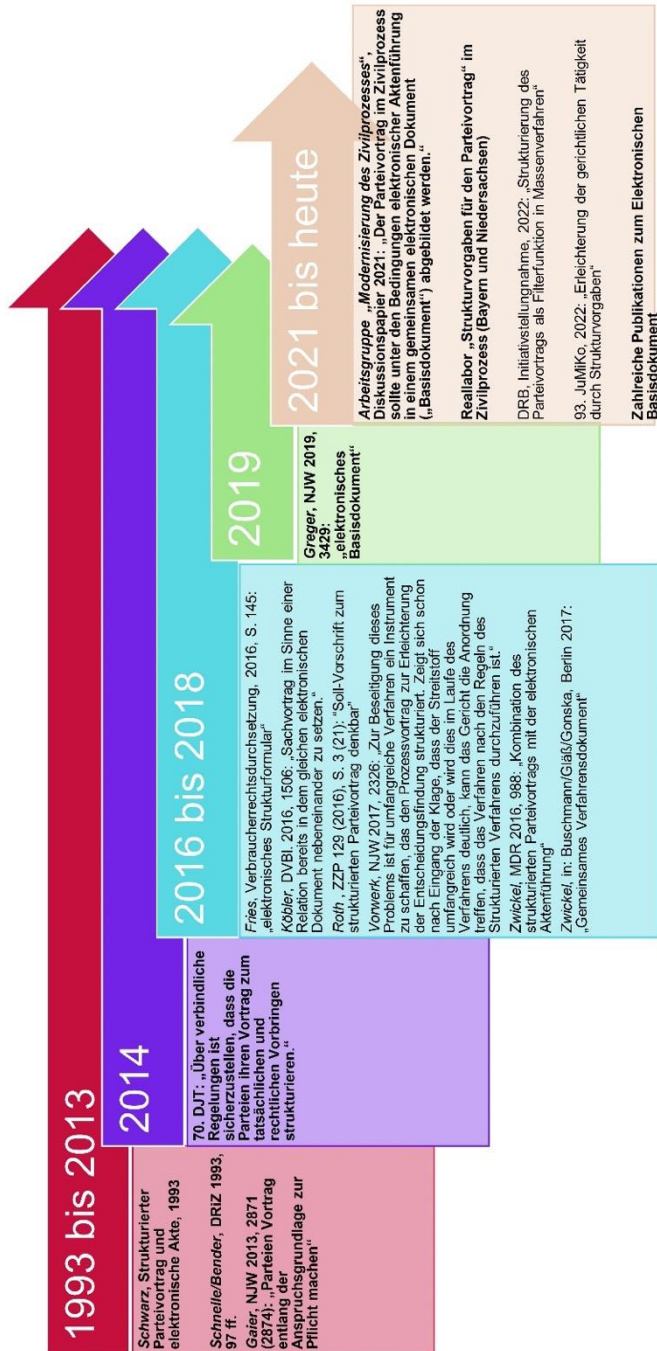 1993 bis 2013
Schwarz, Strukturierter
Parteivortrag und
elektronische Akte, 1993
Schnelle/Bender, DRiZ 1993,
97 ff.
Gaier, NJW 2013, 2871
(2874): „Parteien Vortrag
entlang der
Anspruchsgrundlage zur
Pflicht machen“
2014
70. DJT: „Über verbindliche
Regelungen ist
sicherzustellen, dass die
Parteien ihren Vortrag zum
tatsächlichen und
rechtlichen Vorbringen
strukturieren.“
2016 bis 2018
Fries, Verbraucherrechtsdurchsetzung, 2016, S. 145:
„elektronisches Strukturformular“
Köbler, DVBl. 2016, 1506: „Sachvortrag im Sinne einer
Relation bereits in dem gleichen elektronischen
Dokument nebeneinander zu setzen.“
Roth , ZZP 129 (2016), S. 3 (21): “Soll-Vorschrift zum
strukturierten Parteivortrag denkbar”
Vorwerk, NJW 2017, 2326: „Zur Beseitigung dieses
Problems ist für umfangreiche Verfahren ein Instrument
zu schaffen, das den Prozessvortrag zur Erleichterung
der Entscheidungsfindung strukturiert. Zeigt sich schon
nach Eingang der Klage, dass der Streitstoff
umfangreich wird oder wird dies im Laufe des
Verfahrens deutlich, kann das Gericht die Anordnung
treffen, dass das Verfahren nach den Regeln des
Strukturierten Verfahrens durchzuführen ist.“
Zwickel, MDR 2016, 988: „Kombination des
strukturierten Parteivortrags mit der elektronischen
Aktenführung“
Zwickel, in: Buschmann/Gläß/Gonska, Berlin 2017:
„Gemeinsames Verfahrensdokument“
2019
Greger, NJW 2019,
3429:
„elektronisches
Basisdokument“
2021 bis heute
Arbeitsgruppe „Modernisierung des Zivilprozesses“,
Diskussionspapier 2021: „Der Parteivortrag im Zivilprozess
sollte unter den Bedingungen elektronischer Aktenführung
in einem gemeinsamen elektronischen Dokument
(„Basisdokument“) abgebildet werden.“
Reallabor „Strukturvorgaben für den Parteivortrag“ im
Zivilprozess (Bayern und Niedersachsen)
DRB, Initiativstellungnahme, 2022: „Strukturierung des
Parteivortrags als Filterfunktion in Massenverfahren“
93. JuMiKo, 2022: „Erleichterung der gerichtlichen Tätigkeit
durch Strukturvorgaben“
Zahlreiche Publikationen zum Elektronischen
Basisdokument